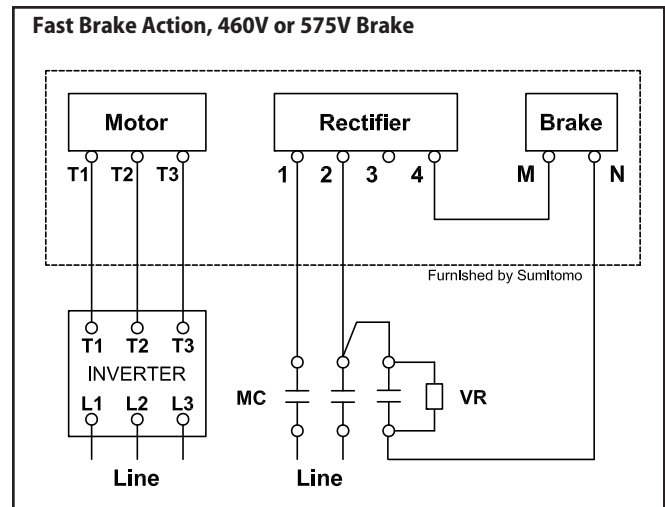 Fast Brake Action, 460V or 575V Brake
Motor
Rectifier
Brake
T1 T2 T3
1 2 3 4
M N
Furnished by Sumitomo
T1 T2 T3
INVERTER
L1 L2 L3
MC
VR
Line
Line